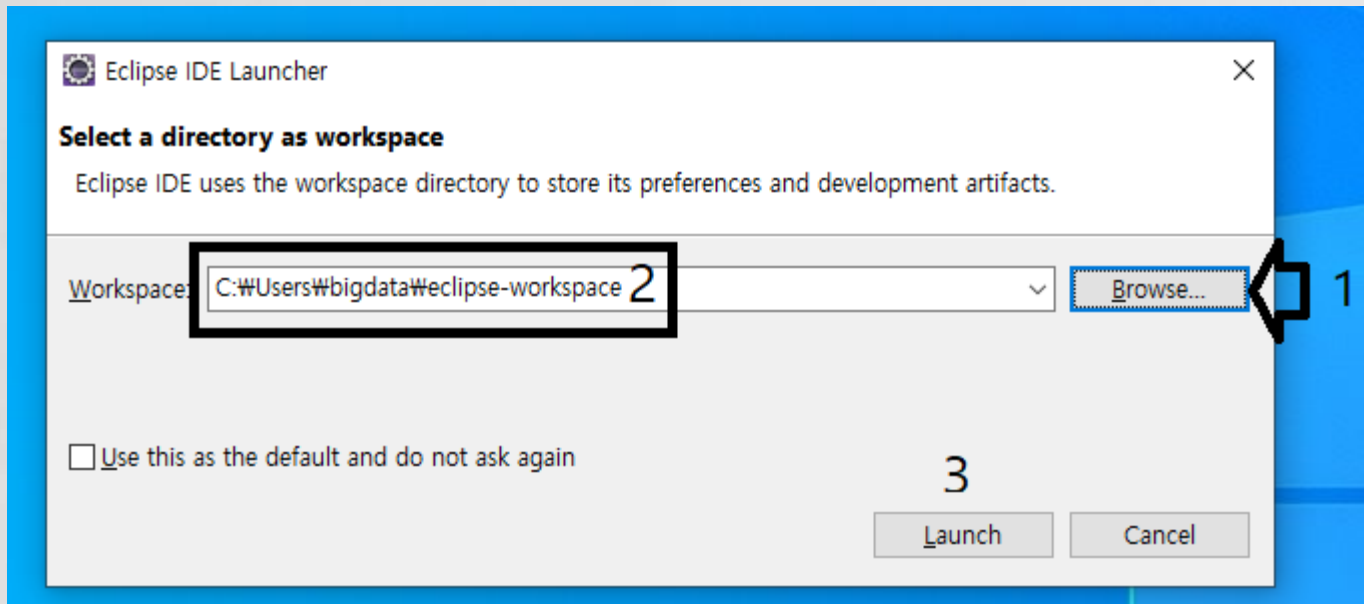 Eclipse IDE Launcher
Select a directory as workspace
Eclipse IDE uses the workspace directory to store its preferences and development artifacts.
Workspace: C:₩Users₩bigdata₩eclipse-workspace 2 Browse... 1
Use this as the default and do not ask again
3
Launch Cancel